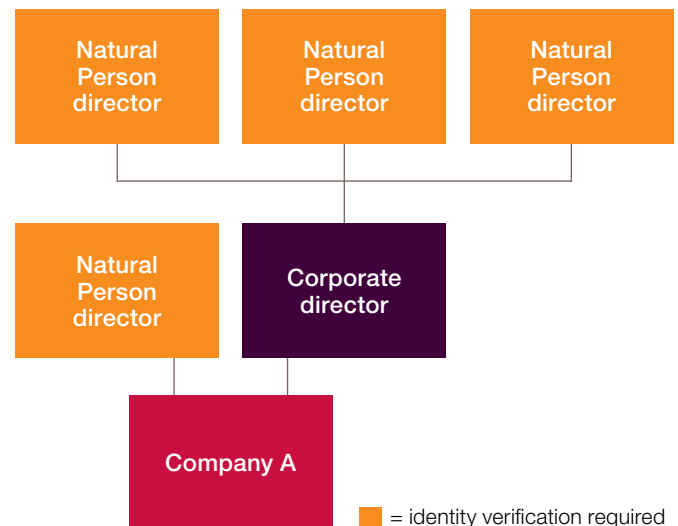 Natural
Person
director
Natural
Person
director
Natural
Person
director
Natural
Person
director
Corporate
director
Company A
= identity verification required